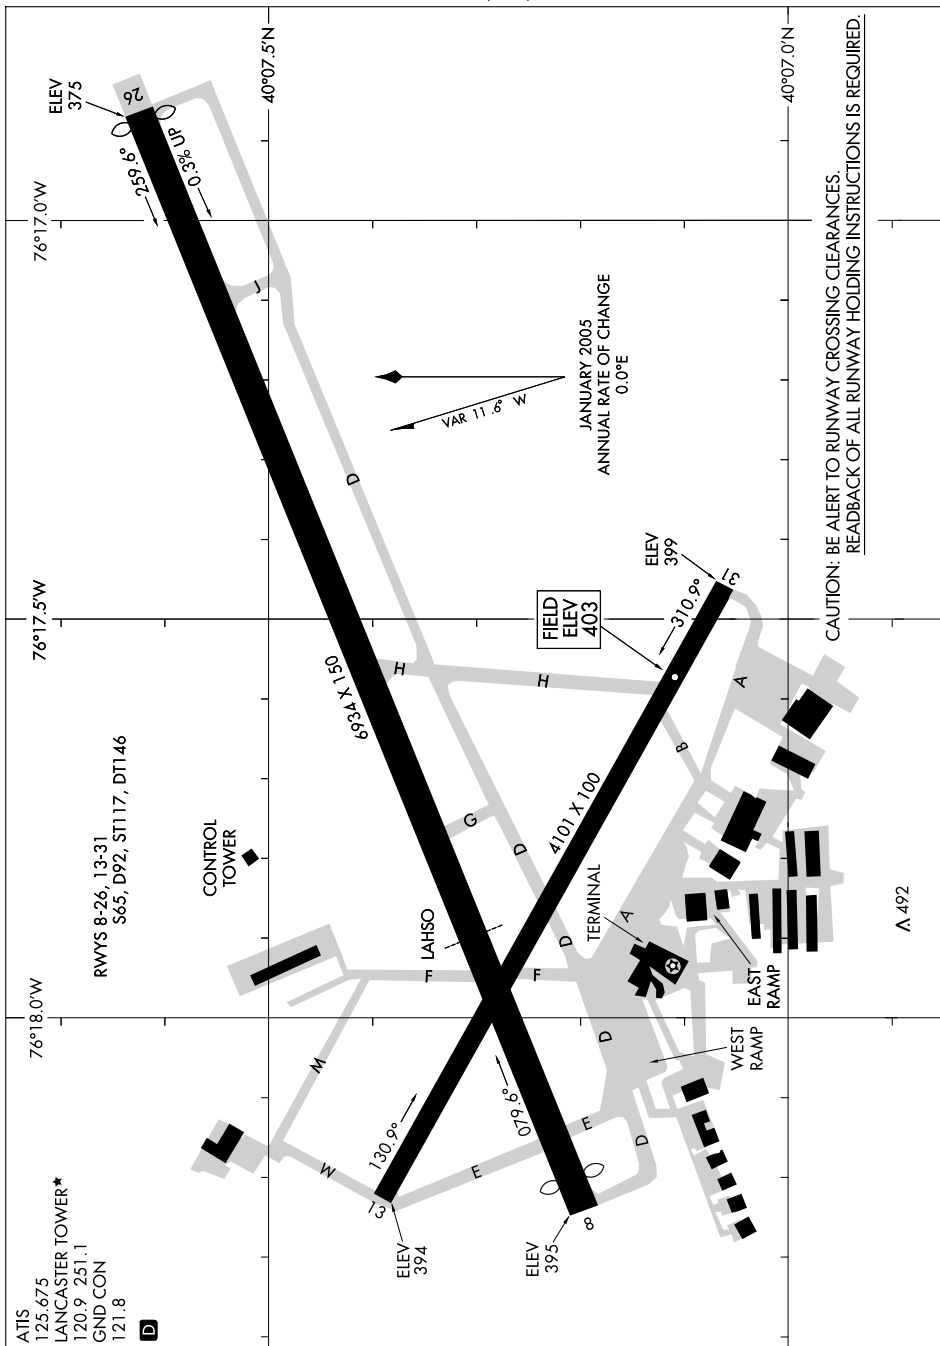 ATIS
125.675
LANCASTER TOWER★
120.9 251.1
GND CON
121.8
D
RWYS 8-26, 13-31
S65, D92, ST117, DT146
CONTROL
TOWER
76°18.0'W
76°17.5'W
76°17.0'W
40°07.5'N
40°07.0'N
ELEV
375
26
259.6°
0.3% UP
J
D
VAR 11.6° W
JANUARY 2005
ANNUAL RATE OF CHANGE
0.0°E
6934 X 150
H
H
FIELD
ELEV
403
ELEV
399
31
310.9°
A
B
4101 X 100
G
D
LAHSO
F
F
D
TERMINAL
A
EAST
RAMP
WEST
RAMP
D
D
M
W
E
E
130.9°
13
ELEV
394
079.6°
8
ELEV
395
492
CAUTION: BE ALERT TO RUNWAY CROSSING CLEARANCES.
READBACK OF ALL RUNWAY HOLDING INSTRUCTIONS IS REQUIRED.